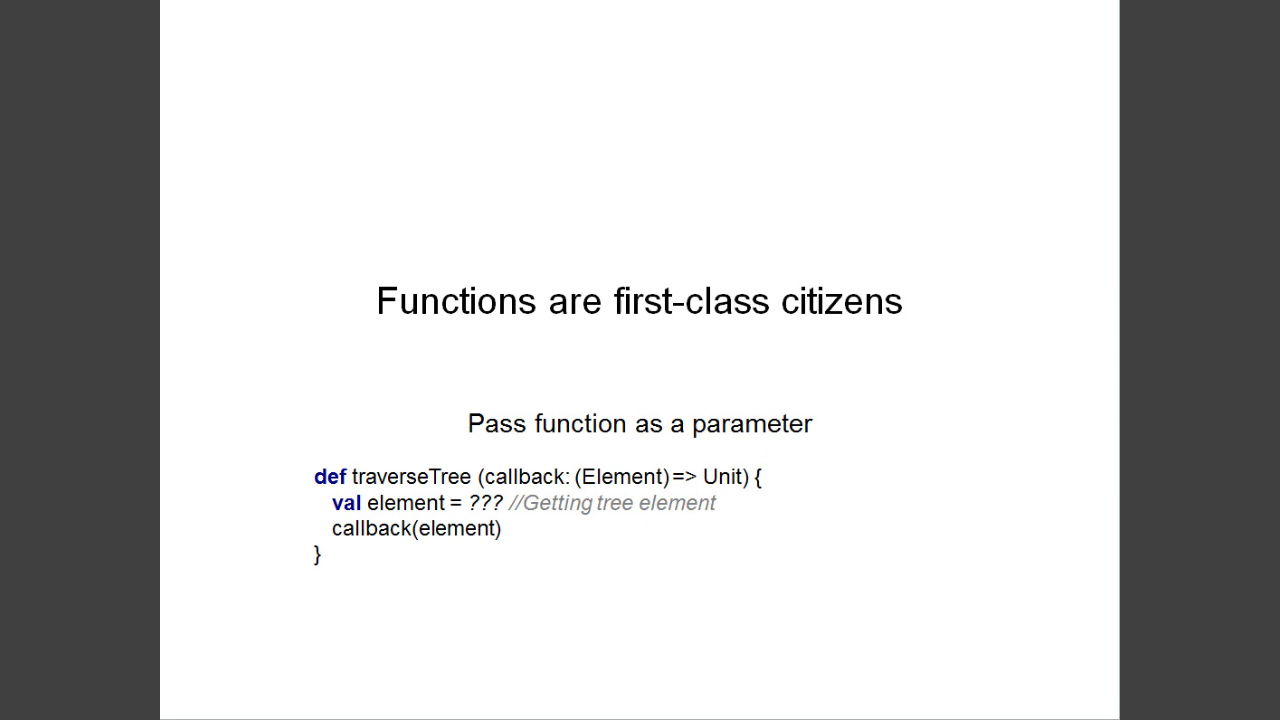 Functions are first-class citizens
Pass function as a parameter
def traverseTree (callback: (Element) => Unit) {
val element = ??? //Getting tree element
callback(element)
}